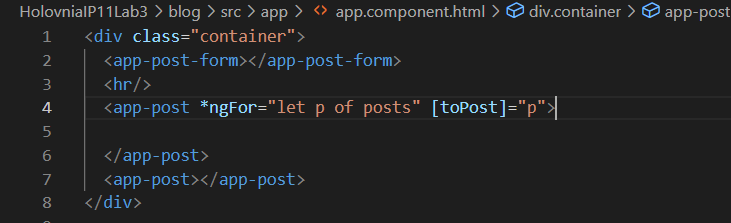 HolovniaIP11Lab3 > blog > src > app > <> app.component.html > div.container > app-post
1 <div class="container">
2 <app-post-form></app-post-form>
3 <hr/>
4 <app-post *ngFor="let p of posts" [toPost]="p">
5
6 </app-post>
7 <app-post></app-post>
8 </div>